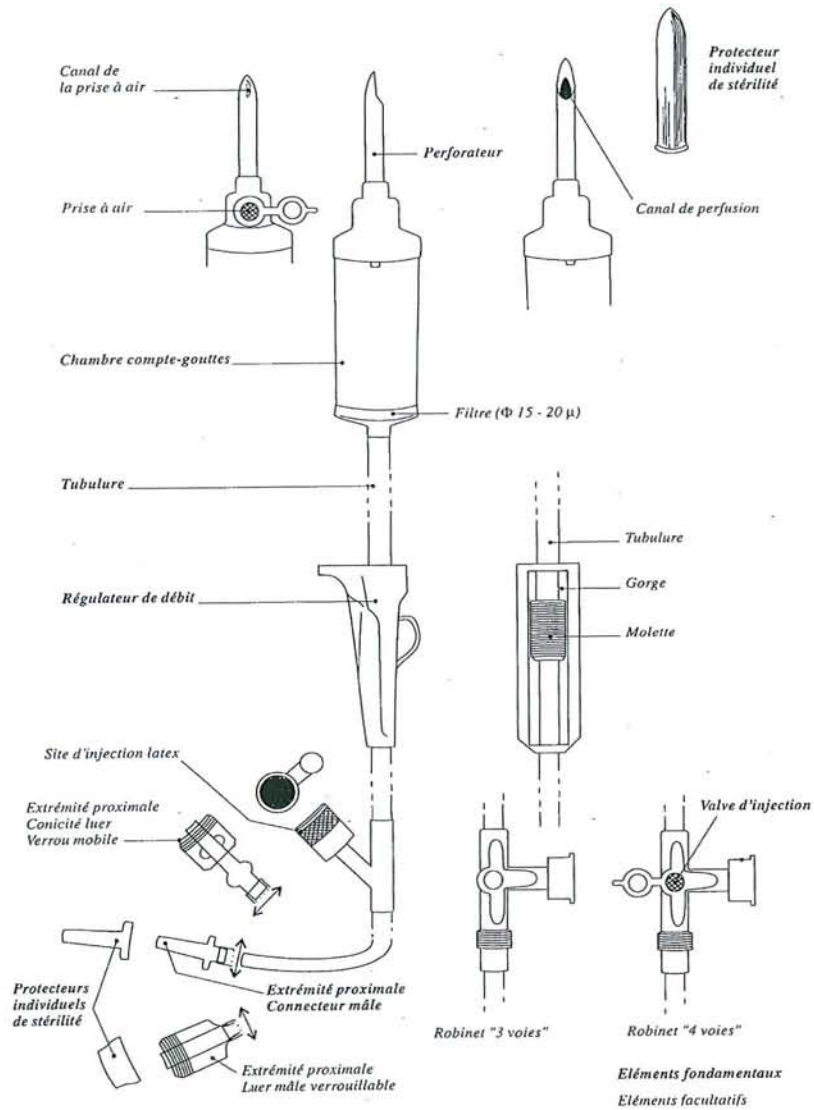 Canal de
la prise à air
Protecteur
individuel
de stérilité
Perforateur
Prise à air
Canal de perfusion
Chambre compte-gouttes
Filtre (Φ 15 - 20 µ)
Tubulure
Tubulure
Gorge
Régulateur de débit
Molette
Site d'injection latex
Extrémité proximale
Conicité luer
Verrou mobile
Valve d'injection
Protecteurs
individuels
de stérilité
Extrémité proximale
Connecteur mâle
Robinet "3 voies"
Robinet "4 voies"
Extrémité proximale
Luer mâle verrouillable
Eléments fondamentaux
Eléments facultatifs